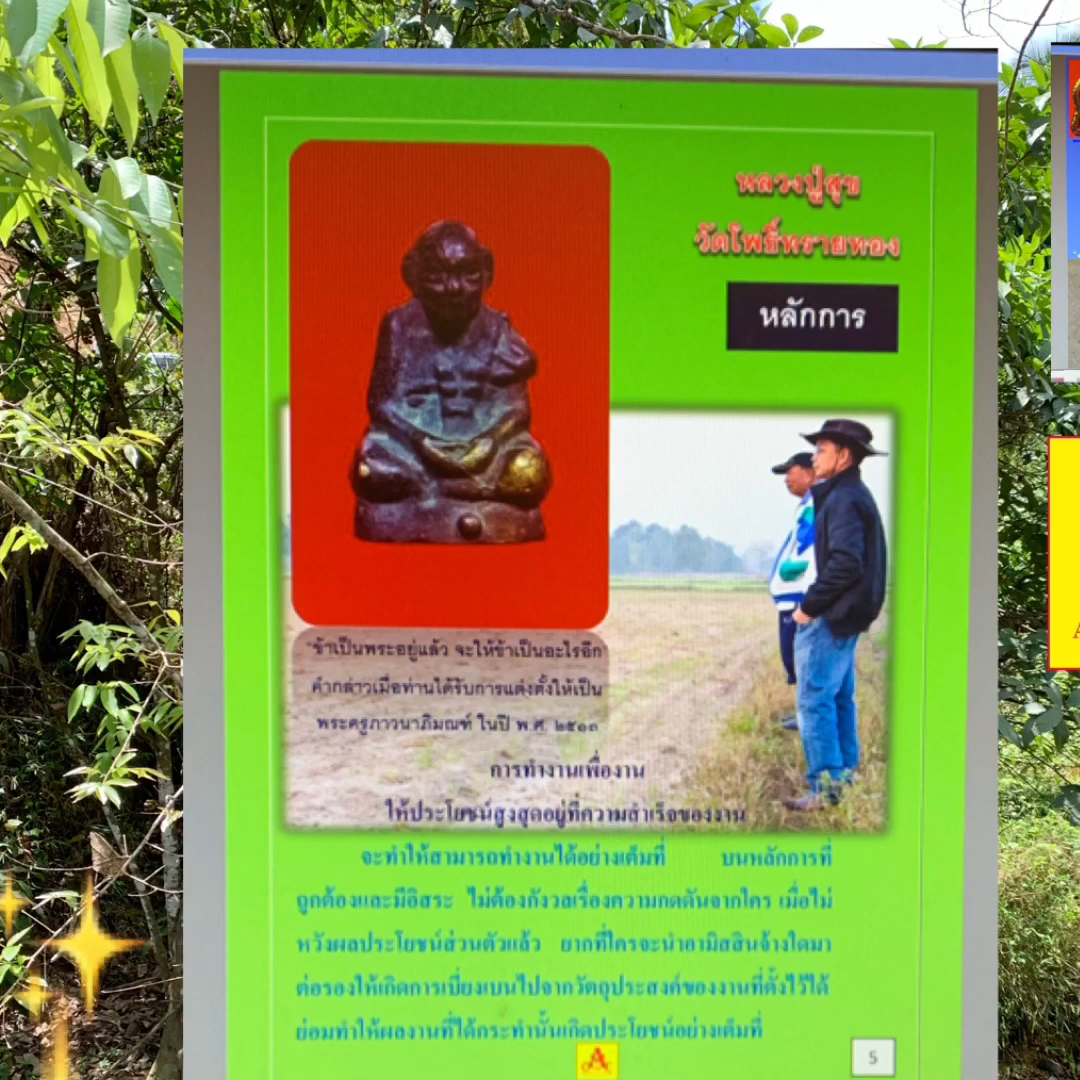 หลวงปู่สุข
วัดโพธิ์ทรายทอง
หลักการ
"ข้าเป็นพระอยู่แล้ว จะให้ข้าเป็นอะไรอีก
คำกล่าวเมื่อท่านได้รับการแต่งตั้งให้เป็น
พระครูภาวนาภิมณฑ์ ในปี พ.ศ. ๒๕๑๓
การทำงานเพื่องาน
ให้ประโยชน์สูงสุดอยู่ที่ความสำเร็จของงาน
จะทำให้สามารถทำงานได้อย่างเต็มที่ บนหลักการที่
ถูกต้องและมีอิสระ ไม่ต้องกังวลเรื่องความกดดันจากใคร เมื่อไม่
หวังผลประโยชน์ส่วนตัวแล้ว ยากที่ใครจะนำอามิสสินจ้างใดมา
ต่อรองให้เกิดการเบี่ยงเบนไปจากวัตถุประสงค์ของงานที่ตั้งไว้ได้
ย่อมทำให้ผลงานที่ได้กระทำนั้นเกิดประโยชน์อย่างเต็มที่
A
5